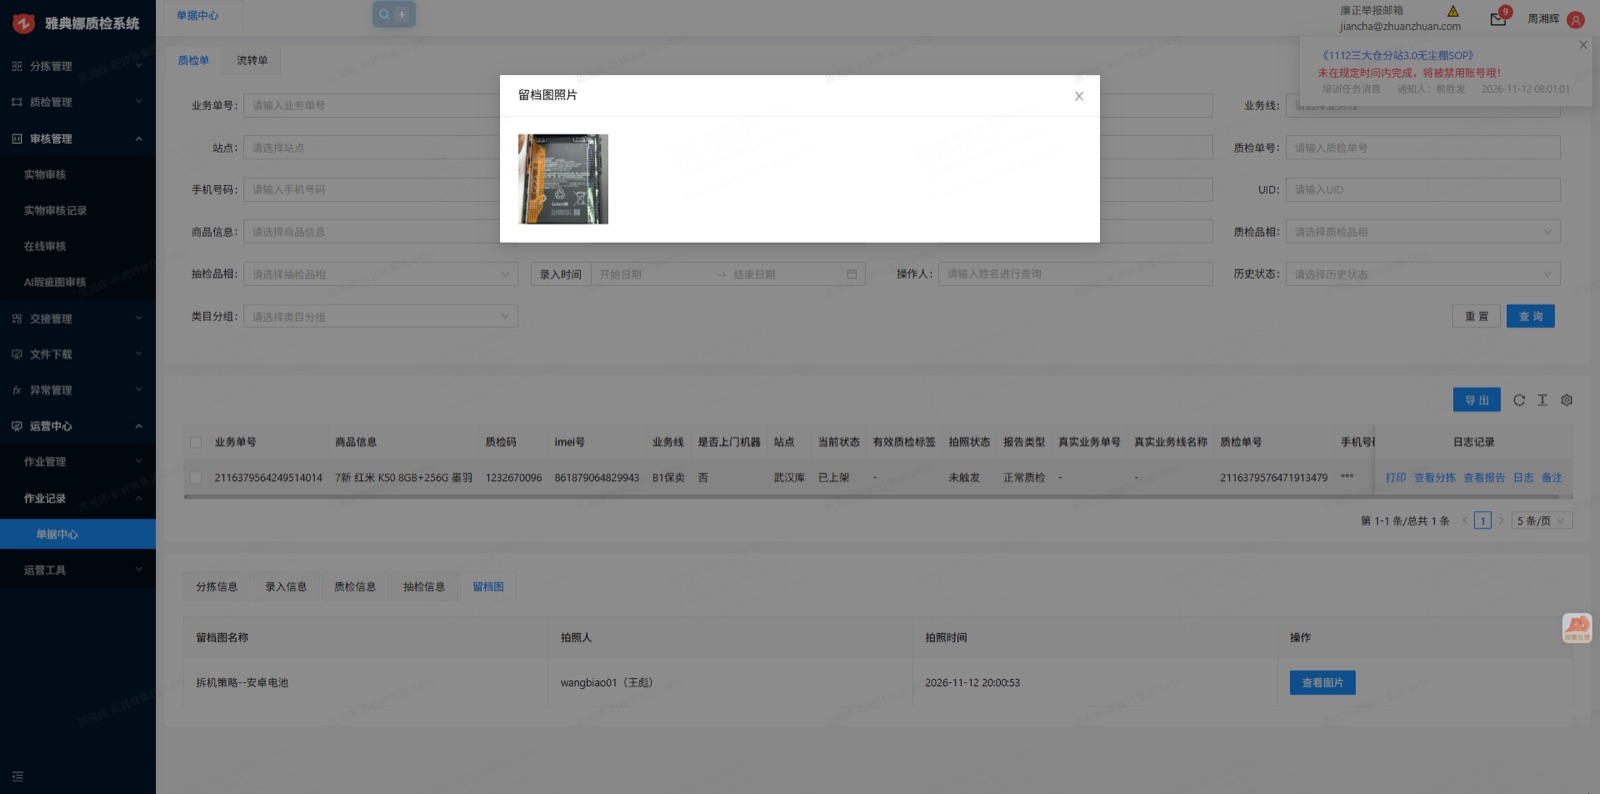 雅典娜质检系统
单据中心
廉正举报邮箱
jiancha@zhuanzhuan.com
9
周湘辉
《1112三大仓分站3.0无尘棚SOP》
未在规定时间内完成，将被禁用账号哦!
培训任务消息 通知人：熊胜发 2026-11-12 08:01:01
分拣管理
质检管理
审核管理
实物审核
实物审核记录
在线审核
AI瑕疵图审核
交接管理
文件下载
异常管理
运营中心
作业管理
作业记录
单据中心
运营工具
质检单 流转单
留档图照片
业务单号: 请输入业务单号 业务线: 请选择业务线
站点: 请选择站点 质检单号: 请输入质检单号
手机号码: 请输入手机号码 UID: 请输入UID
商品信息: 请选择商品信息 质检品相: 请选择质检品相
抽检品相: 请选择抽检品相 录入时间 开始日期 → 结束日期 操作人: 请输入姓名进行查询 历史状态: 请选择历史状态
类目分组: 请选择类目分组 重 置 查 询
导 出
业务单号 商品信息 质检码 imei号 业务线 是否上门机器 站点 当前状态 有效质检标签 拍照状态 报告类型 真实业务单号 真实业务线名称 质检单号 手机号 日志记录
2116379564249514014 7新 红米 K50 8GB+256G 墨羽 1232670096 861879064829943 B1保卖 否 武汉库 已上架 - 未触发 正常质检 - - 2116379576471913479 *** 打印 查看分拣 查看报告 日志 备注
第 1-1 条/总共 1 条 1 5 条/页
分拣信息 录入信息 质检信息 抽检信息 留档图
留档图名称 拍照人 拍照时间 操作
拆机策略--安卓电池 wangbiao01（王彪） 2026-11-12 20:00:53 查看图片